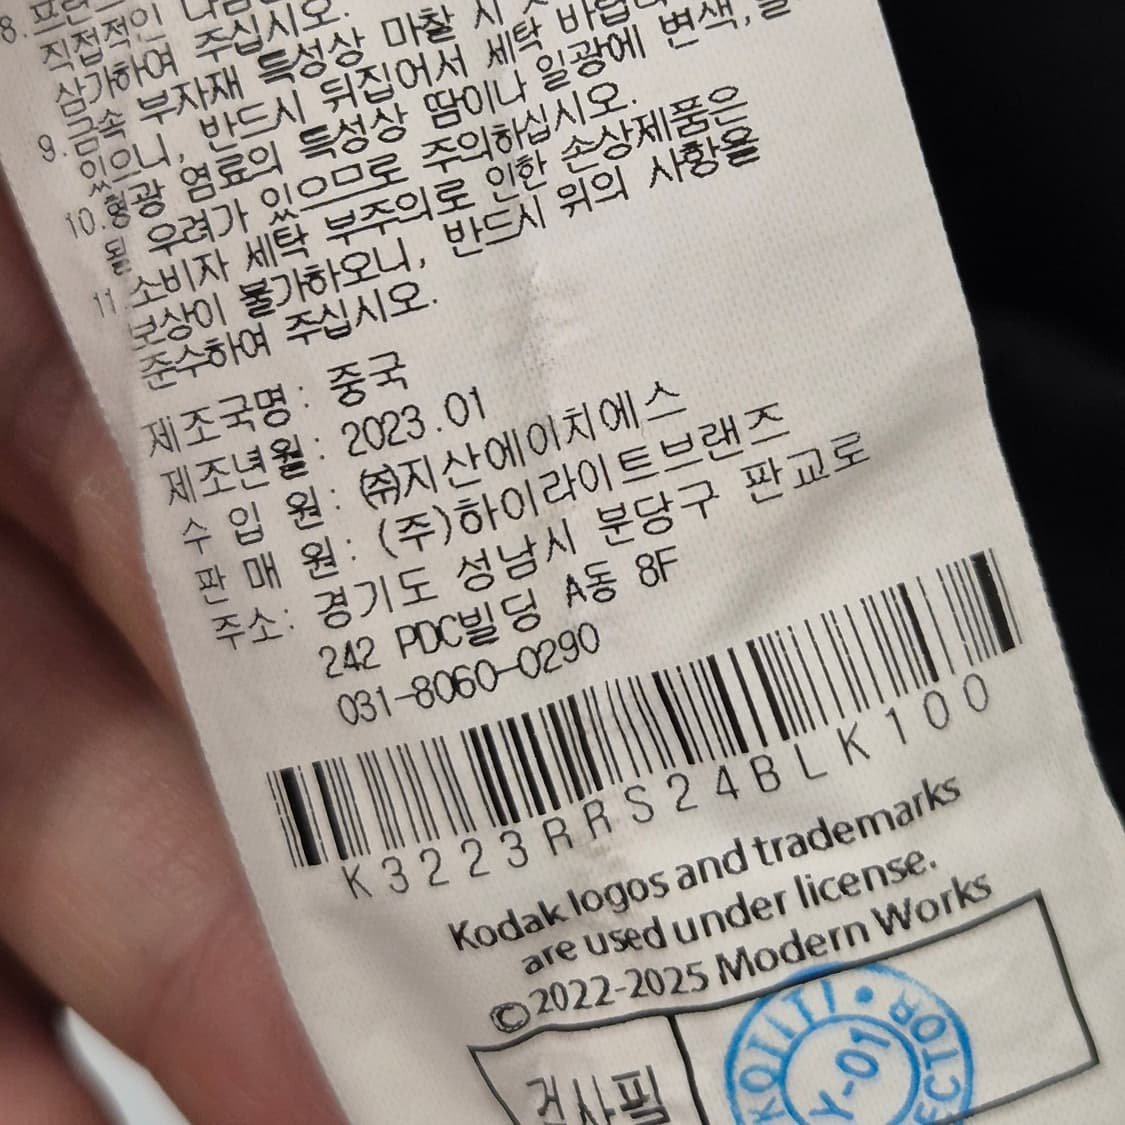 8. 프린
직접적인
삼가하여 주십시오.
9. 금속 부자재 특성상 마찰 시
있으니, 반드시 뒤집어서 세탁 바랍니
10. 형광 염료의 특성상 땀이나 일광에 변색,
될 우려가 있으므로 주의하십시오.
11. 소비자 세탁 부주의로 인한 손상제품은
보상이 불가하오니, 반드시 위의 사항을
준수하여 주십시오.
제조국명 : 중국
제조년월 : 2023.01
수 입 원 : ㈜지산에이치에스
판 매 원 : (주)하이라이트브랜즈
주소: 경기도 성남시 분당구 판교로
242 PDC빌딩 A동 8F
031-8060-0290
K3223RRS24BLK100
Kodak logos and trademarks
are used under license.
©2022-2025 Modern Works
검사필
Y-01